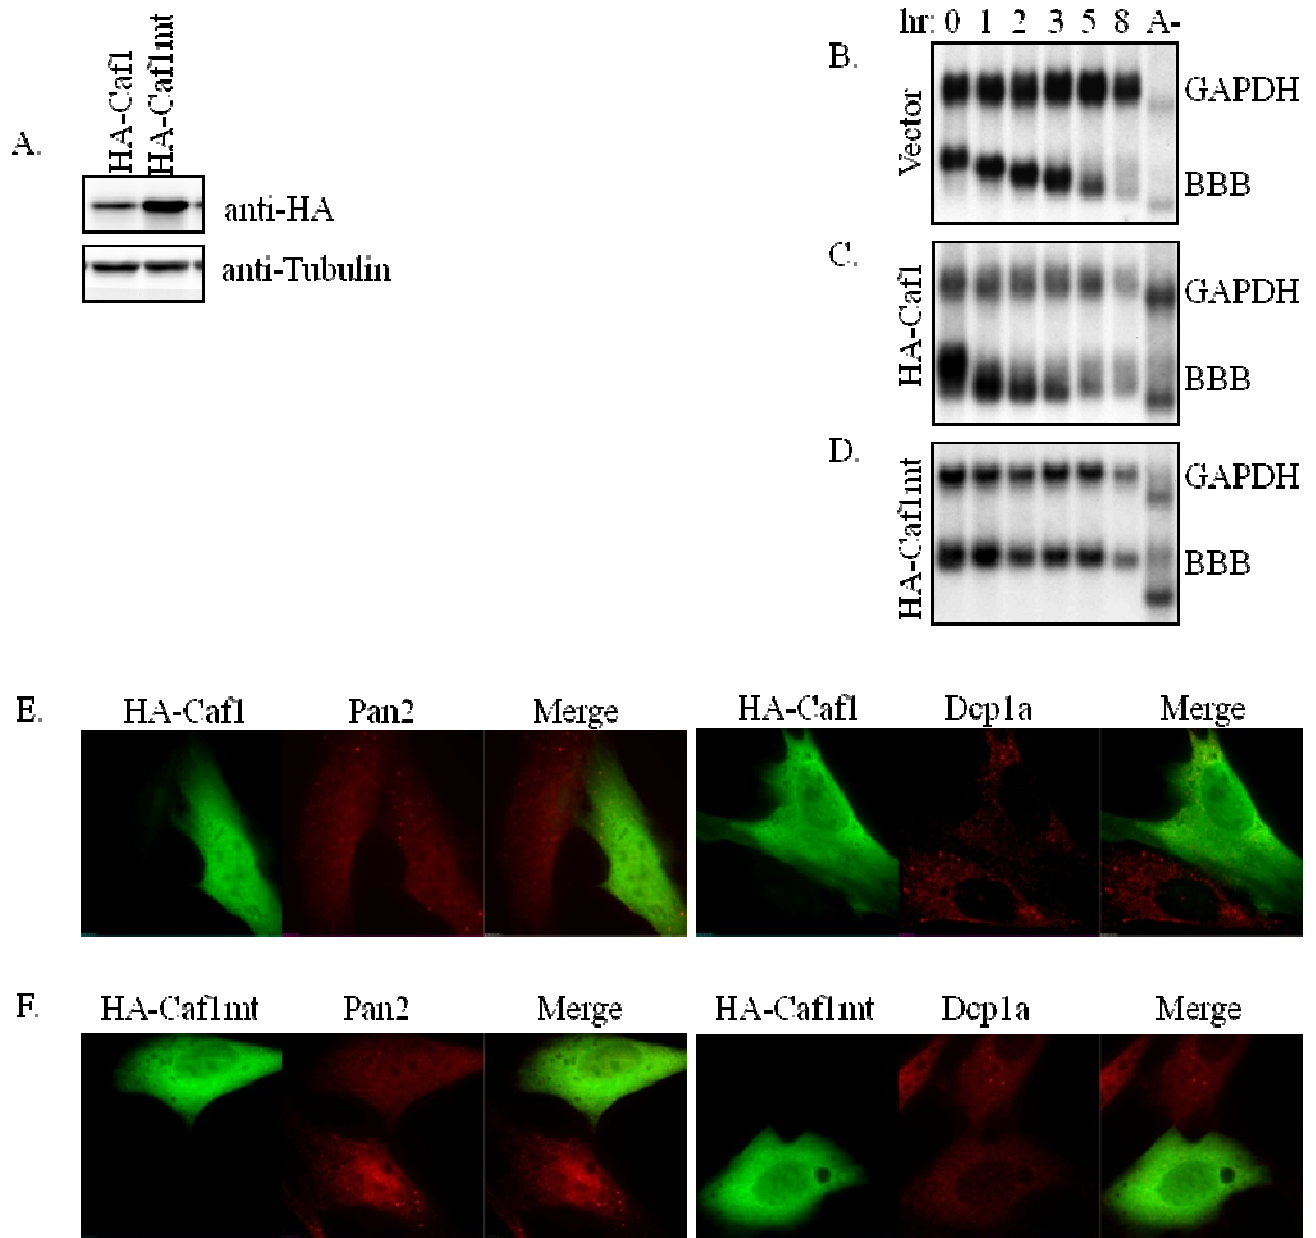 A.
HA-Caf1
HA-Caf1mt
anti-HA
anti-Tubulin
hr: 0 1 2 3 5 8 A-
B.
Vector
GAPDH
BBB
C.
HA-Caf1
GAPDH
BBB
D.
HA-Caf1mt
GAPDH
BBB
E.
HA-Caf1 Pan2 Merge
HA-Caf1 Dcp1a Merge
F.
HA-Caf1mt Pan2 Merge
HA-Caf1mt Dcp1a Merge